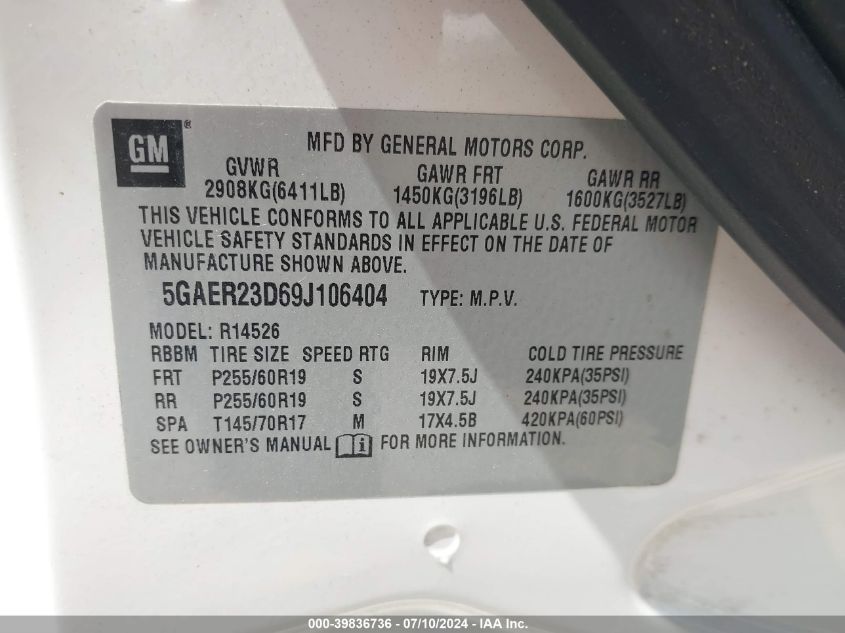 GM ®
MFD BY GENERAL MOTORS CORP.
GVWR GAWR FRT GAWR RR
2908KG(6411LB) 1450KG(3196LB) 1600KG(3527LB)
THIS VEHICLE CONFORMS TO ALL APPLICABLE U.S. FEDERAL MOTOR
VEHICLE SAFETY STANDARDS IN EFFECT ON THE DATE OF
MANUFACTURE SHOWN ABOVE.
5GAER23D69J106404 TYPE: M.P.V.
MODEL: R14526
RBBM TIRE SIZE SPEED RTG RIM COLD TIRE PRESSURE
FRT P255/60R19 S 19X7.5J 240KPA(35PSI)
RR P255/60R19 S 19X7.5J 240KPA(35PSI)
SPA T145/70R17 M 17X4.5B 420KPA(60PSI)
SEE OWNER'S MANUAL i FOR MORE INFORMATION.
000-39836736 - 07/10/2024 - IAA Inc.